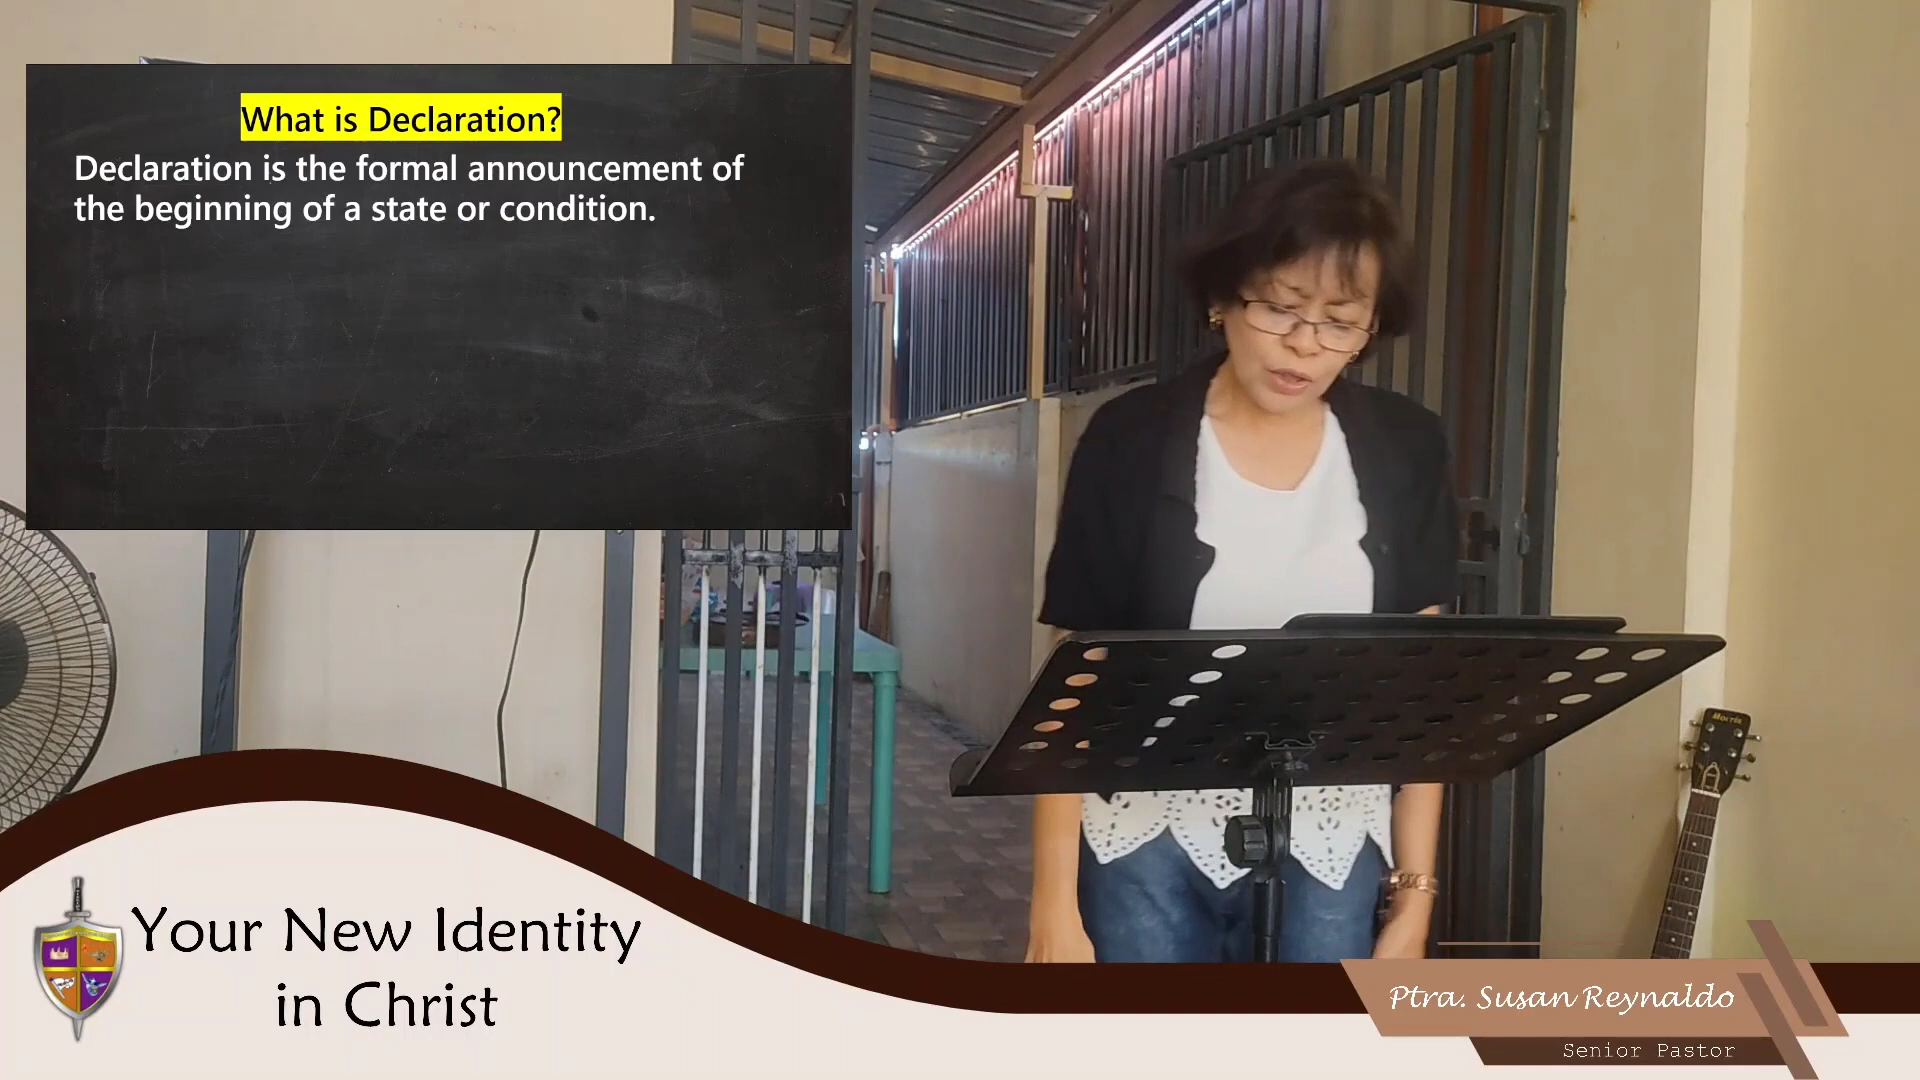 What is Declaration?
Declaration is the formal announcement of
the beginning of a state or condition.
Morris
Your New Identity
in Christ
Ptra. Susan Reynaldo
Senior Pastor